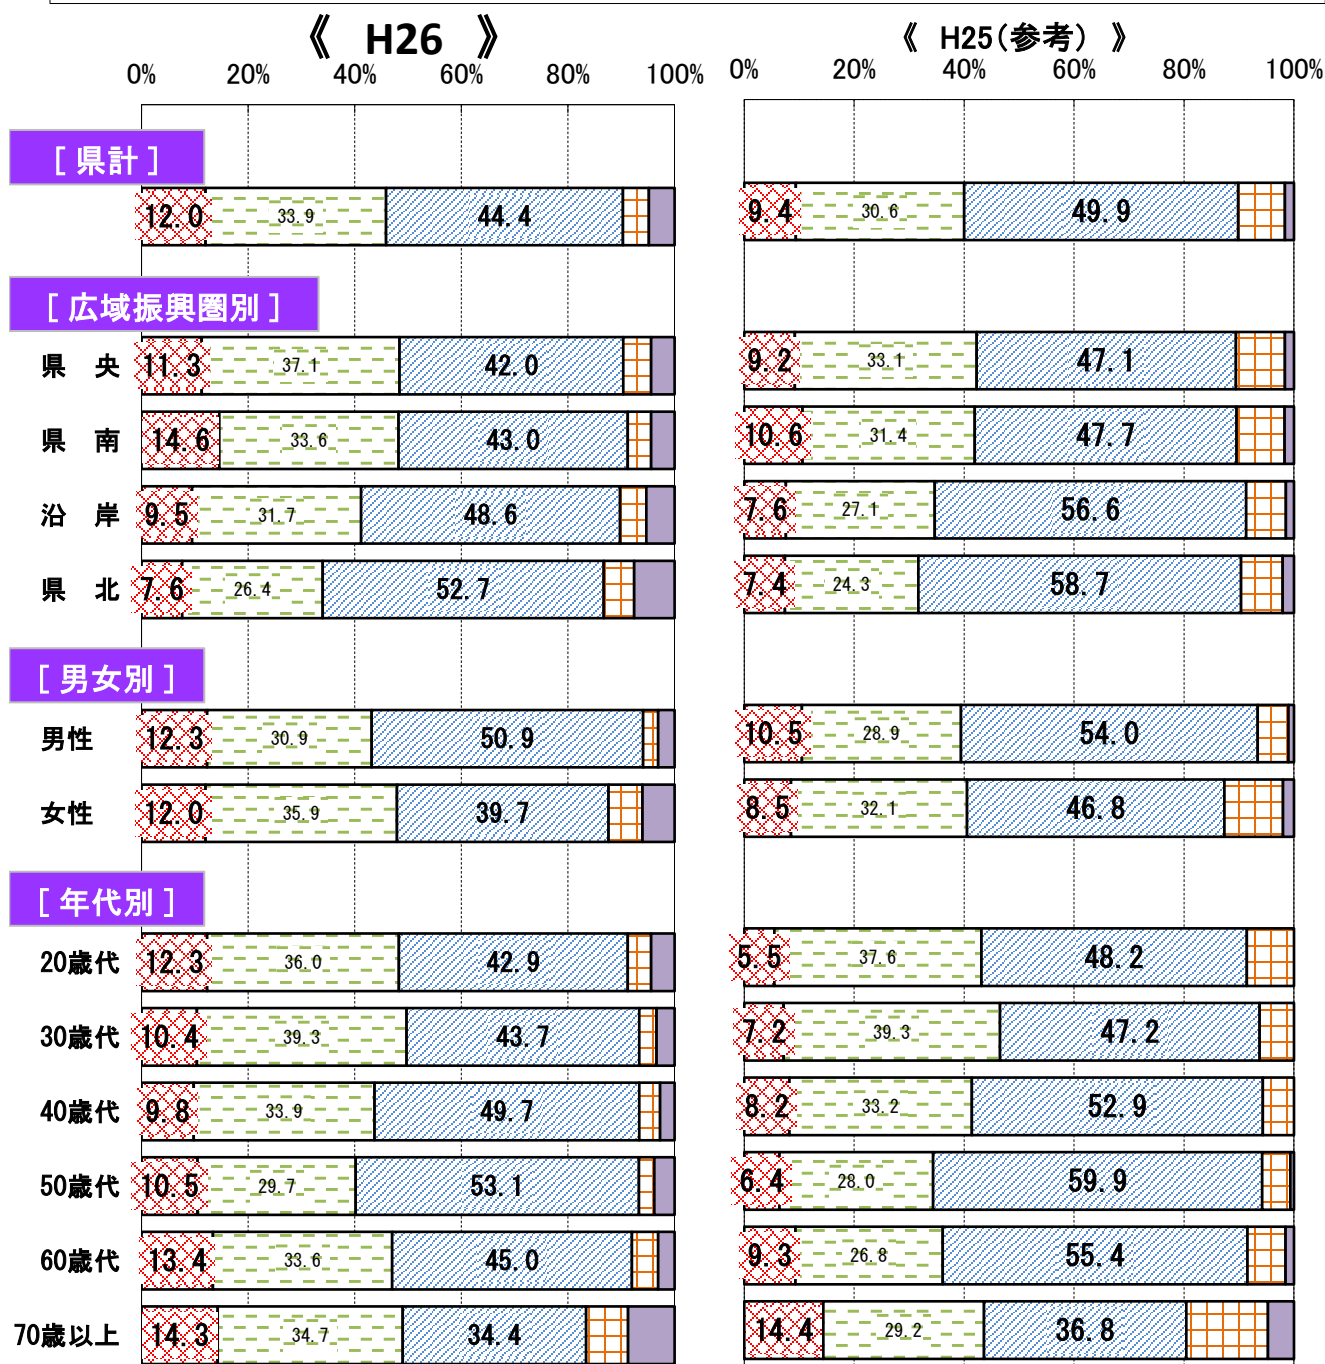 《 H26 》 《 H25(参考) 》
0% 20% 40% 60% 80% 100% 0% 20% 40% 60% 80% 100%
[ 県計 ]
12.0 33.9 44.4 9.4 30.6 49.9
[ 広域振興圏別 ]
県 央 11.3 37.1 42.0 9.2 33.1 47.1
県 南 14.6 33.6 43.0 10.6 31.4 47.7
沿 岸 9.5 31.7 48.6 7.6 27.1 56.6
県 北 7.6 26.4 52.7 7.4 24.3 58.7
[ 男女別 ]
男性 12.3 30.9 50.9 10.5 28.9 54.0
女性 12.0 35.9 39.7 8.5 32.1 46.8
[ 年代別 ]
20歳代 12.3 36.0 42.9 5.5 37.6 48.2
30歳代 10.4 39.3 43.7 7.2 39.3 47.2
40歳代 9.8 33.9 49.7 8.2 33.2 52.9
50歳代 10.5 29.7 53.1 6.4 28.0 59.9
60歳代 13.4 33.6 45.0 9.3 26.8 55.4
70歳以上 14.3 34.7 34.4 14.4 29.2 36.8